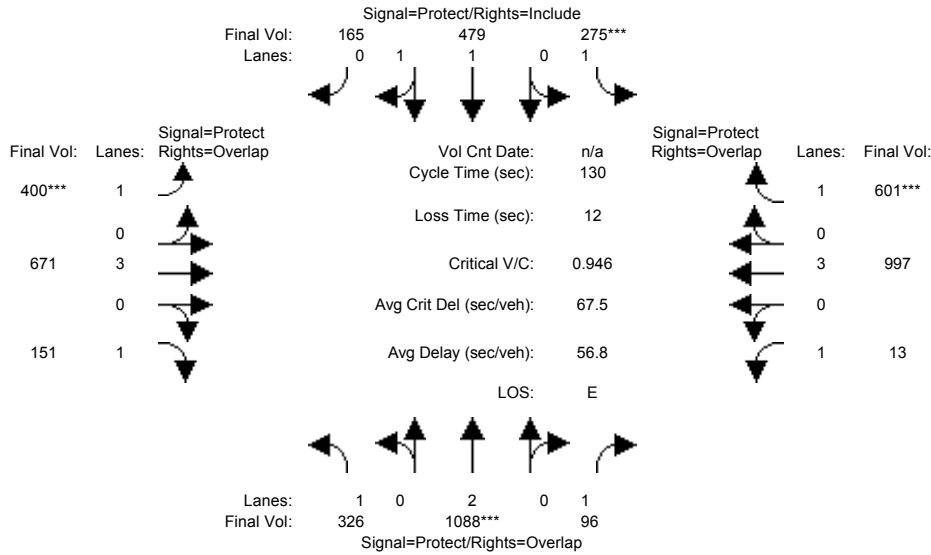 Signal=Protect/Rights=Include
Final Vol: 165 479 275***
Lanes: 0 1 1 0 1
Signal=Protect
Final Vol: Lanes: Rights=Overlap
Vol Cnt Date: n/a
Signal=Protect
Rights=Overlap Lanes: Final Vol:
Cycle Time (sec): 130
400*** 1
1 601***
Loss Time (sec): 12
0
0
671 3
Critical V/C: 0.946
3 997
0
Avg Crit Del (sec/veh): 67.5
0
151 1
Avg Delay (sec/veh): 56.8
1 13
LOS: E
Lanes: 1 0 2 0 1
Final Vol: 326 1088*** 96
Signal=Protect/Rights=Overlap